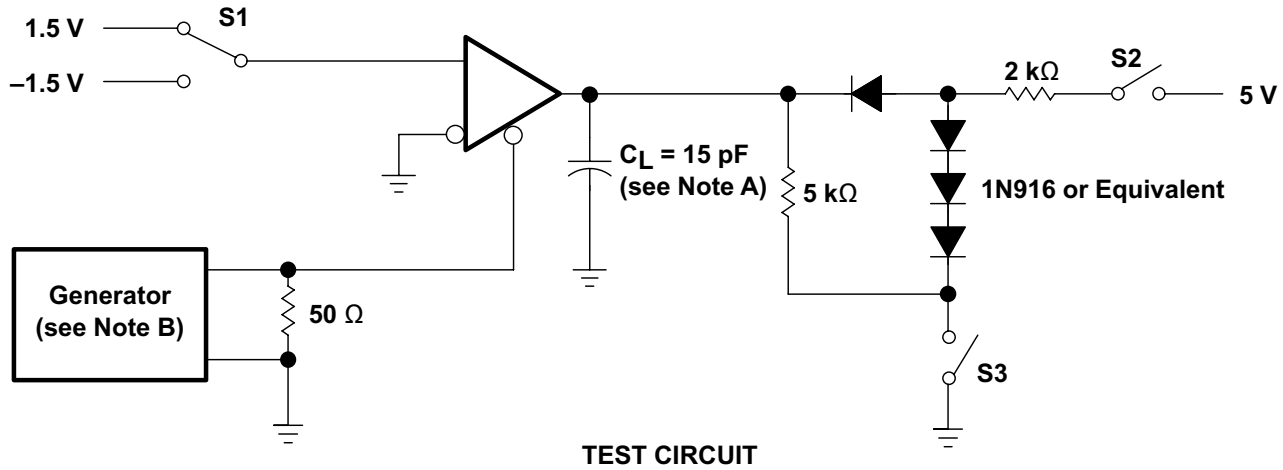 1.5 V
S1
–1.5 V
S2
2 kΩ
5 V
CL = 15 pF
(see Note A)
5 kΩ
1N916 or Equivalent
Generator
(see Note B)
50 Ω
S3
TEST CIRCUIT